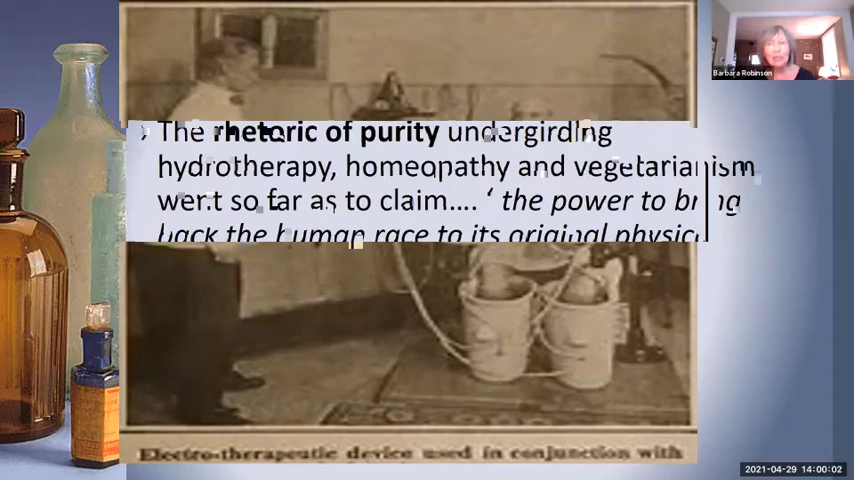 Barbara Robinson
The rhetoric of purity undergirding
hydrotherapy, homeopathy and vegetarianism
went so far as to claim…. ‘ the power to bring
back the human race to its original
Electro-therapeutic device used in conjunction with
2021-04-29 14:00:02